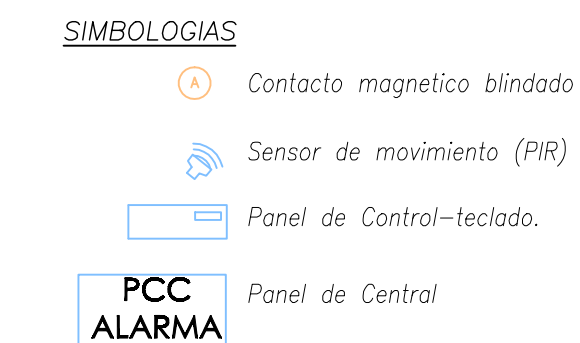 SIMBOLOGIAS
A Contacto magnetico blindado
Sensor de movimiento (PIR)
Panel de Control-teclado.
PCC
ALARMA
Panel de Central